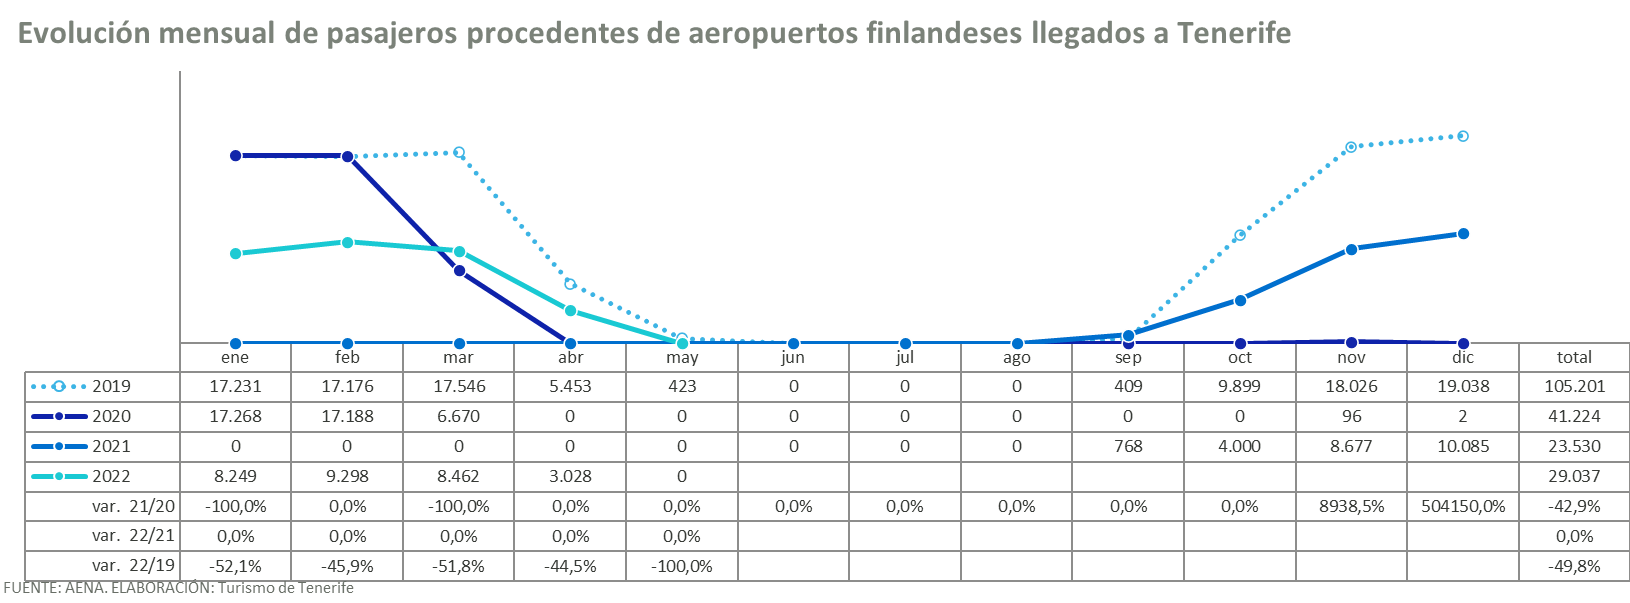 Evolución mensual de pasajeros procedentes de aeropuertos finlandeses llegados a Tenerife
ene feb mar abr may jun jul ago sep oct nov dic total
2019 17.231 17.176 17.546 5.453 423 0 0 0 409 9.899 18.026 19.038 105.201
2020 17.268 17.188 6.670 0 0 0 0 0 0 0 96 2 41.224
2021 0 0 0 0 0 0 0 0 768 4.000 8.677 10.085 23.530
2022 8.249 9.298 8.462 3.028 0 29.037
var. 21/20 -100,0% 0,0% -100,0% 0,0% 0,0% 0,0% 0,0% 0,0% 0,0% 0,0% 8938,5% 504150,0% -42,9%
var. 22/21 0,0% 0,0% 0,0% 0,0% 0,0% 0,0%
var. 22/19 -52,1% -45,9% -51,8% -44,5% -100,0% -49,8%
FUENTE: AENA. ELABORACIÓN: Turismo de Tenerife